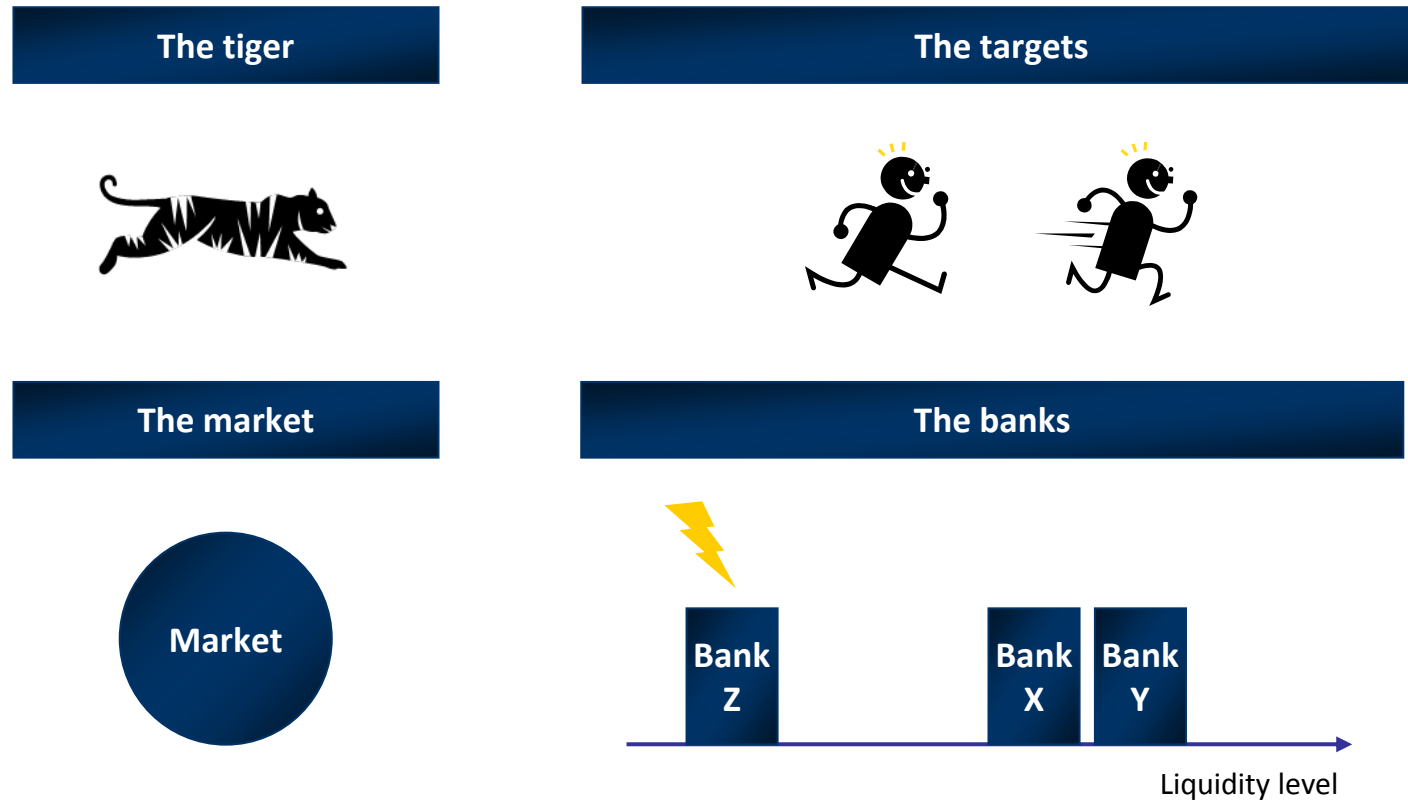 The tiger
The targets
The market
The banks
Market
Bank
Z
Bank
X
Bank
Y
Liquidity level